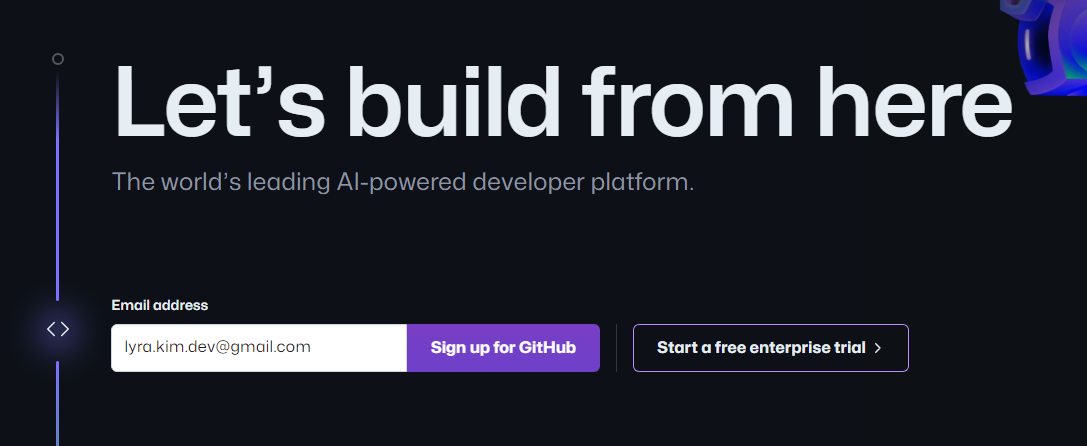 Let’s build from here
The world’s leading AI-powered developer platform.
Email address
lyra.kim.dev@gmail.com
Sign up for GitHub
Start a free enterprise trial